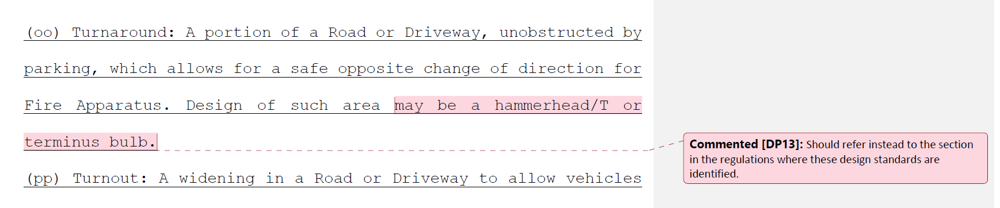 (oo) Turnaround: A portion of a Road or Driveway, unobstructed by
parking, which allows for a safe opposite change of direction for
Fire Apparatus. Design of such area may be a hammerhead/T or
terminus bulb.
Commented [DP13]: Should refer instead to the section
in the regulations where these design standards are
identified.
(pp) Turnout: A widening in a Road or Driveway to allow vehicles